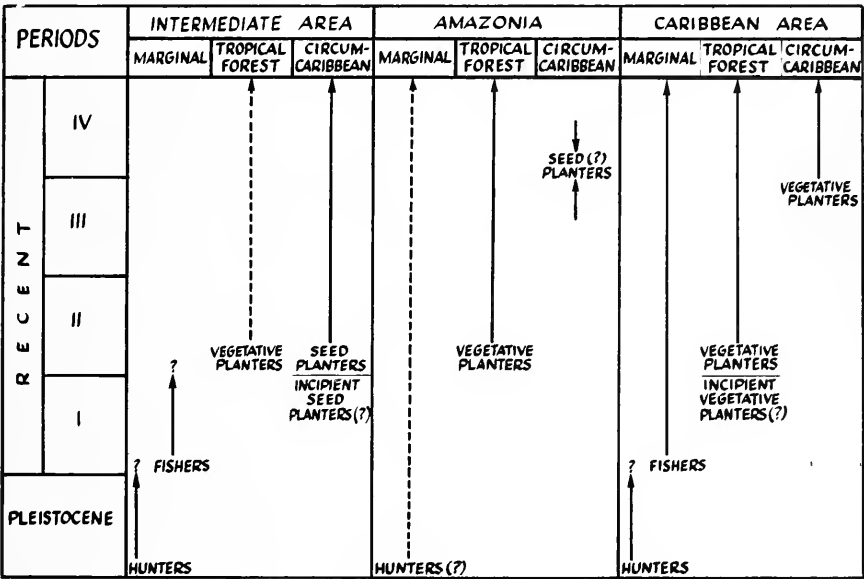 PERIODS
INTERMEDIATE AREA
AMAZONIA
CARIBBEAN AREA
MARGINAL
TROPICAL
FOREST
CIRCUM-
CARIBBEAN
MARGINAL
TROPICAL
FOREST
CIRCUM-
CARIBBEAN
MARGINAL
TROPICAL
FOREST
CIRCUM-
CARIBBEAN
RECENT
IV
SEED (?)
PLANTERS
VEGETATIVE
PLANTERS
III
II
VEGETATIVE
PLANTERS
SEED
PLANTERS
VEGETATIVE
PLANTERS
VEGETATIVE
PLANTERS
?
INCIPIENT
SEED
PLANTERS(?)
INCIPIENT
VEGETATIVE
PLANTERS(?)
I
? FISHERS
? FISHERS
PLEISTOCENE
HUNTERS
HUNTERS (?)
HUNTERS